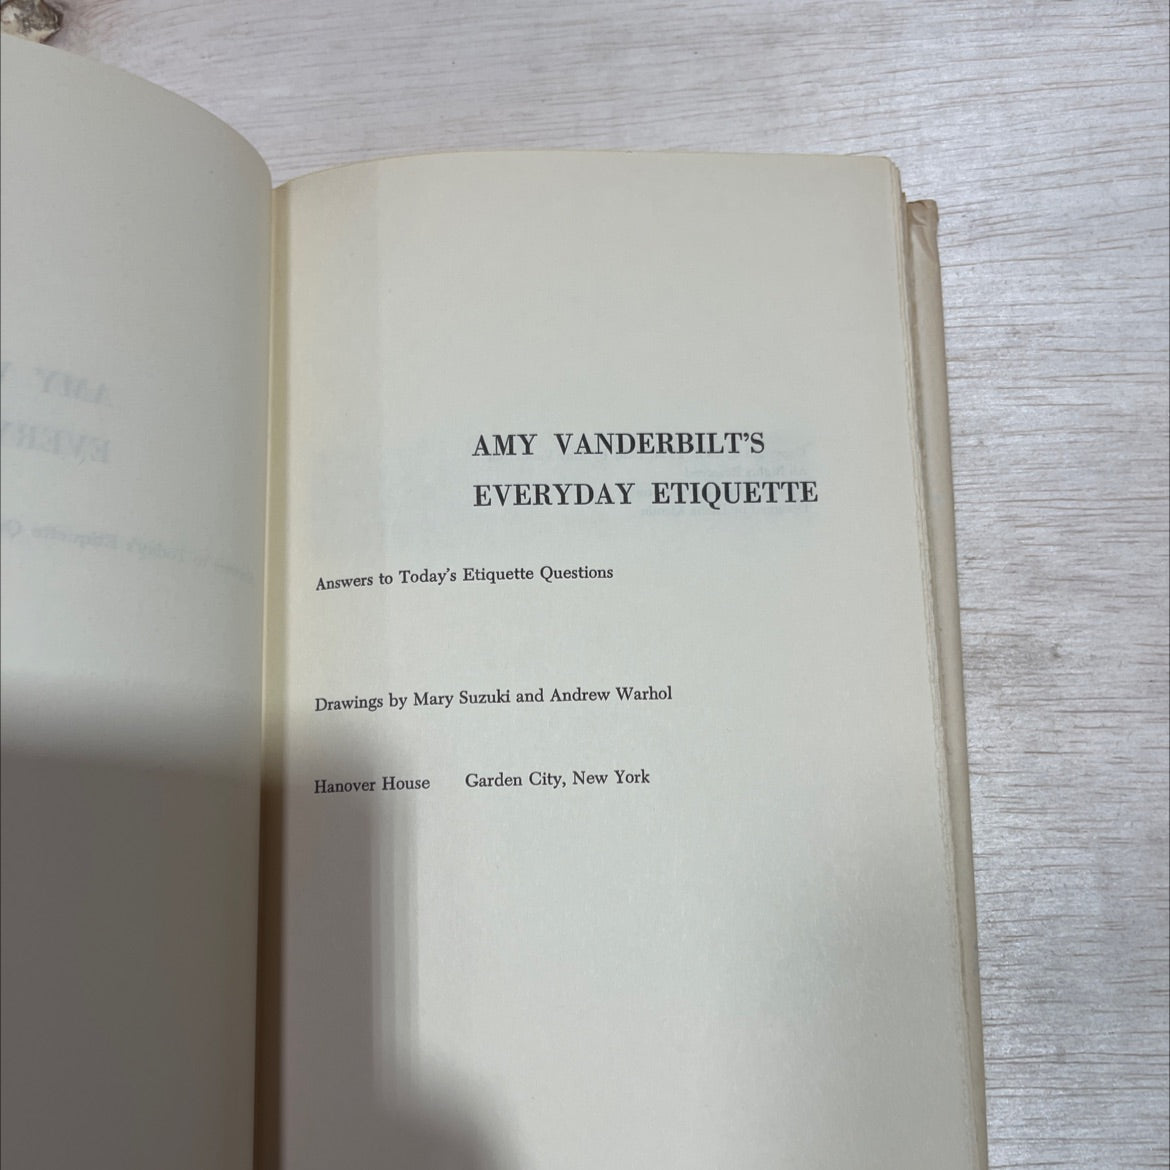 AMY VANDERBILT'S
EVERYDAY ETIQUETTE
Answers to Today's Etiquette Questions
Drawings by Mary Suzuki and Andrew Warhol
Hanover House Garden City, New York